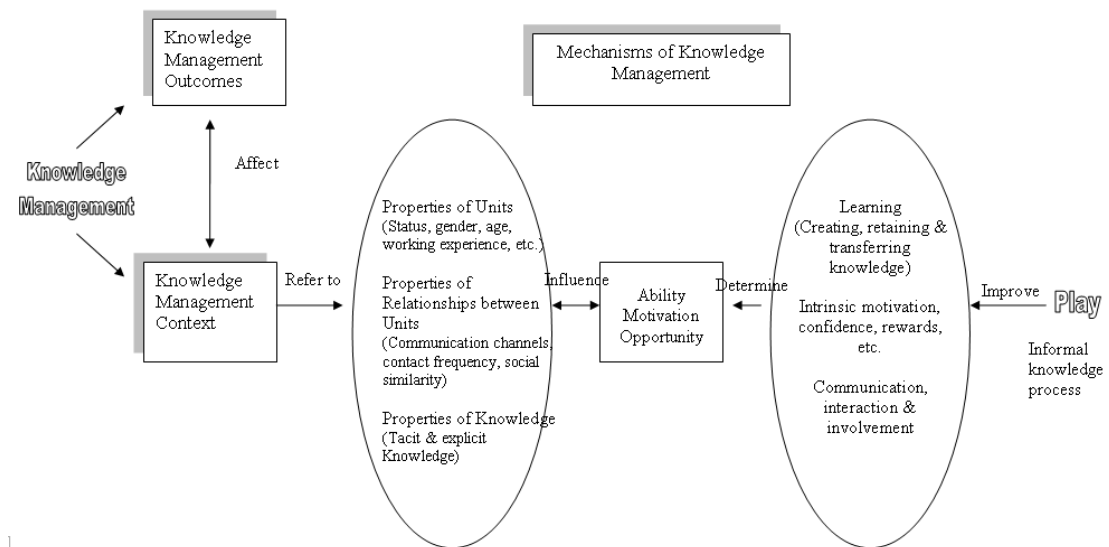 Knowledge
Management
Outcomes
Mechanisms of Knowledge
Management
Knowledge
Management
Affect
Knowledge
Management
Context
Refer to
Properties of Units
(Status, gender, age,
working experience, etc.)
Properties of
Relationships between
Units
(Communication channels,
contact frequency, social
similarity)
Properties of Knowledge
(Tacit & explicit
Knowledge)
Influence
Ability
Motivation
Opportunity
Determine
Learning
(Creating, retaining &
transferring
knowledge)
Intrinsic motivation,
confidence, rewards,
etc.
Communication,
interaction &
involvement
Improve
Play
Informal
knowledge
process
1